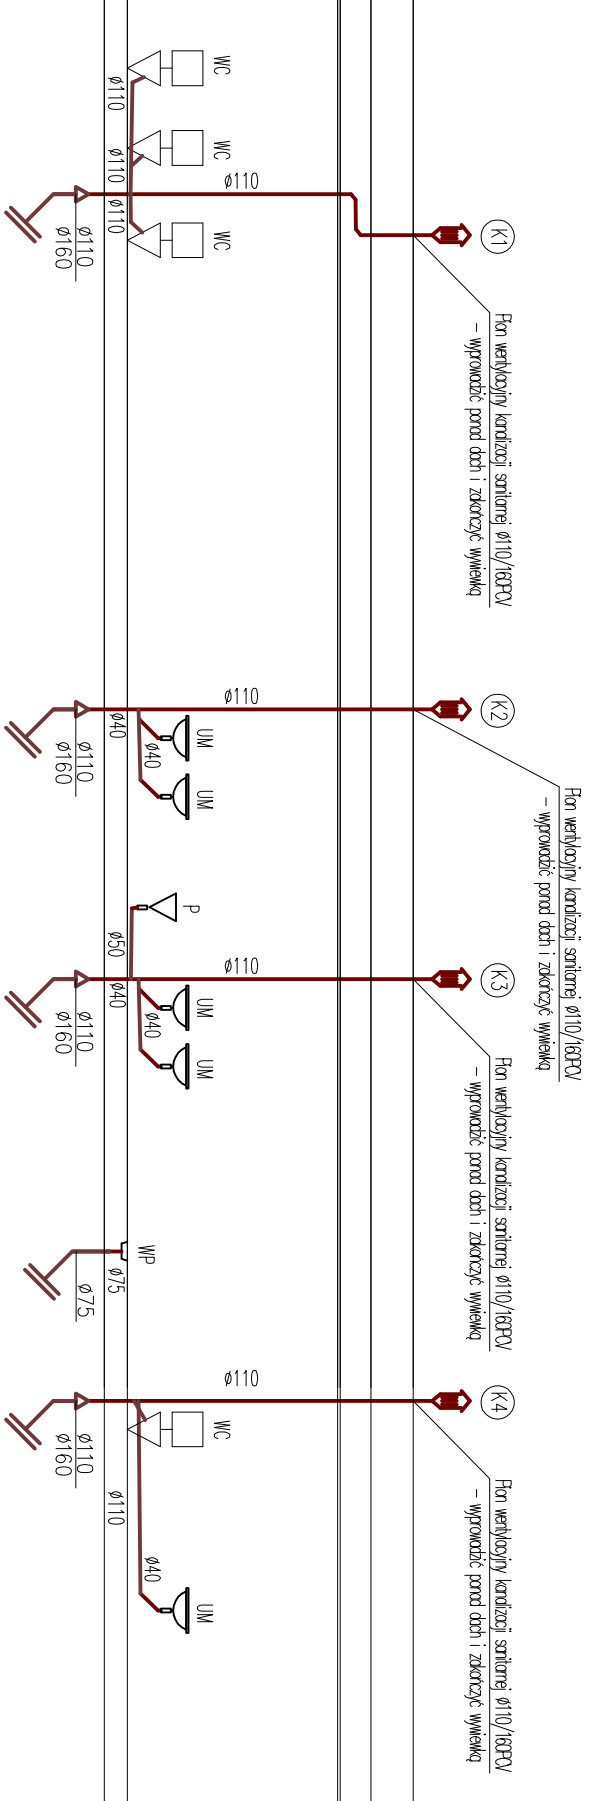 K1
Pion wentylacyjny kanalizacji sanitarnej ø110/160PCV
- wyprowadzić ponad dach i zakończyć wywiewką
ø110
WC
WC
WC
ø110
ø110
ø110
ø110
ø160
K2
Pion wentylacyjny kanalizacji sanitarnej ø110/160PCV
- wyprowadzić ponad dach i zakończyć wywiewką
ø110
UM
UM
ø40
ø40
ø110
ø160
K3
Pion wentylacyjny kanalizacji sanitarnej ø110/160PCV
- wyprowadzić ponad dach i zakończyć wywiewką
ø110
P
UM
UM
ø50
ø40
ø40
ø110
ø160
WP
ø75
ø75
K4
Pion wentylacyjny kanalizacji sanitarnej ø110/160PCV
- wyprowadzić ponad dach i zakończyć wywiewką
ø110
WC
UM
ø40
ø110
ø110
ø160